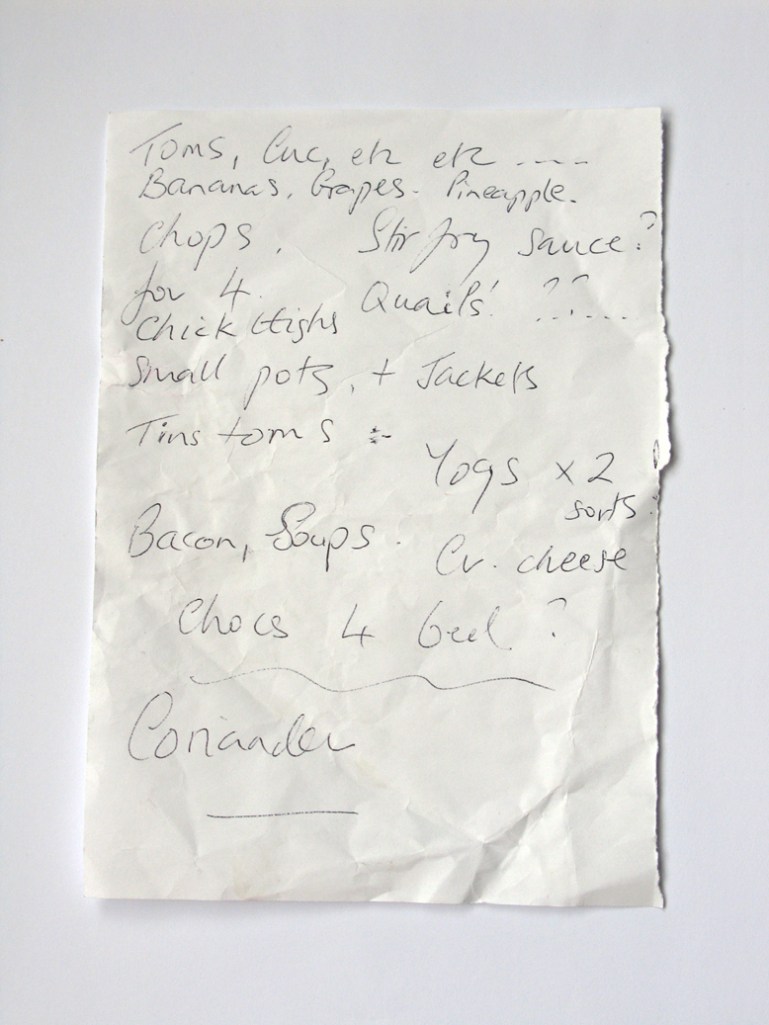 Toms, Cuc, etc etc ----
Bananas. Grapes. Pineapple.
Chops. Stir fry sauce?
for 4. Quails! ??.....
Chick thighs
Small pots, + Jackets
Tins toms :-
Yogs x 2
sorts.
Bacon, Soups.
Cr. cheese
Chocs 4 ?
Coriander